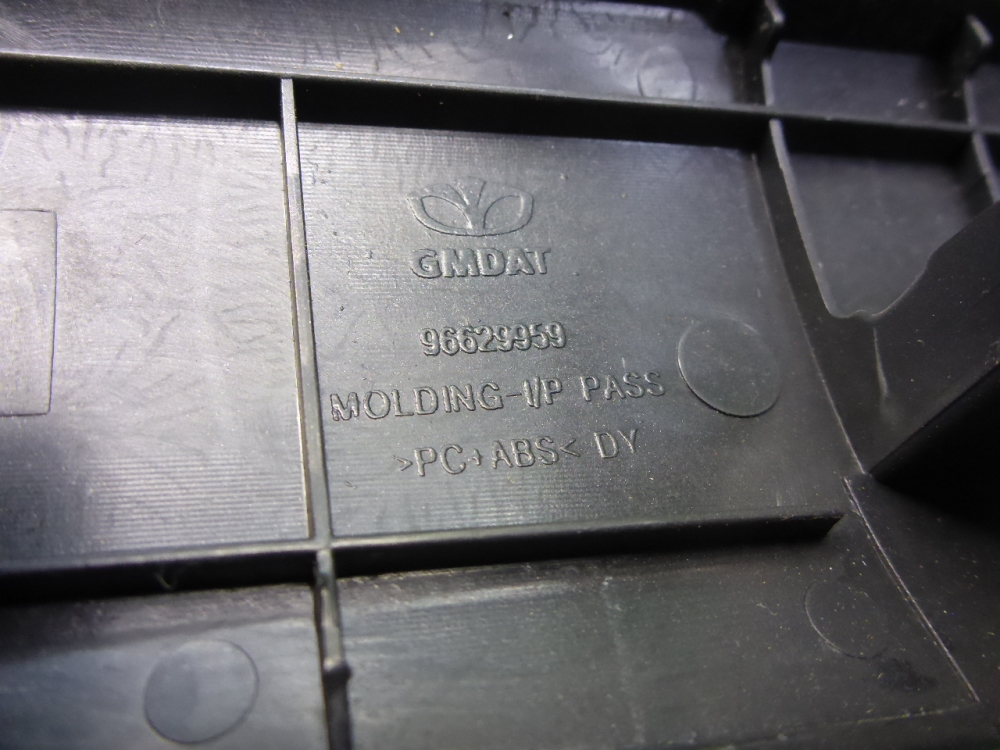 GMDAT
96629959
MOLDING-I/P PASS
>PC+ABS< DY